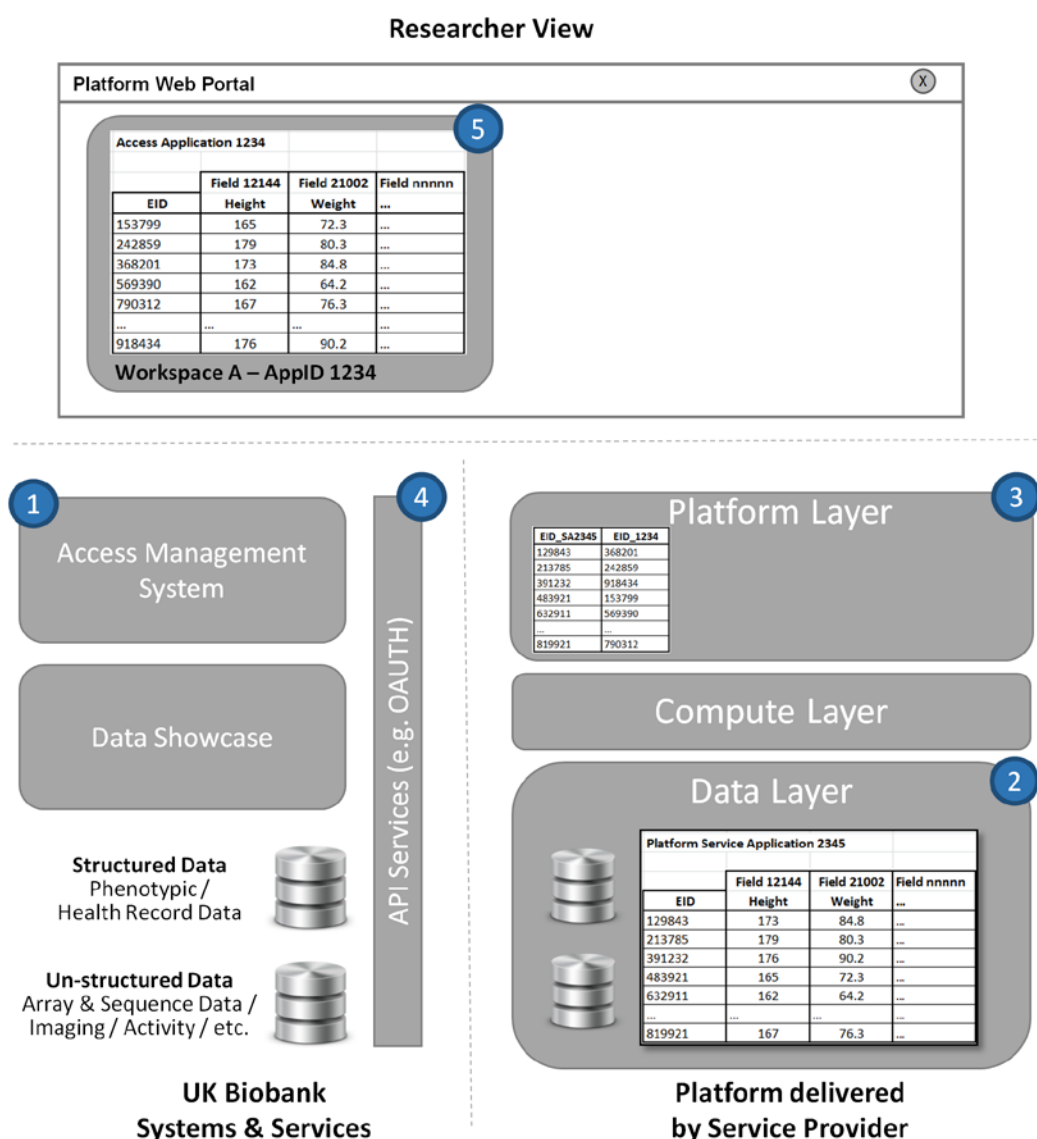 Researcher View
Platform Web Portal
X
5
Access Application 1234
Field 12144 Field 21002 Field nnnnn
EID Height Weight ...
153799 165 72.3 ...
242859 179 80.3 ...
368201 173 84.8 ...
569390 162 64.2 ...
790312 167 76.3 ...
... ... ... ...
918434 176 90.2 ...
Workspace A – AppID 1234
1
Access Management
System
Data Showcase
Structured Data
Phenotypic /
Health Record Data
Un-structured Data
Array & Sequence Data /
Imaging / Activity / etc.
4
API Services (e.g. OAUTH)
UK Biobank
Systems & Services
3
Platform Layer
EID_SA2345 EID_1234
129843 368201
213785 242859
391232 918434
483921 153799
632911 569390
... ...
819921 790312
Compute Layer
2
Data Layer
Platform Service Application 2345
Field 12144 Field 21002 Field nnnnn
EID Height Weight ...
129843 173 84.8 ...
213785 179 80.3 ...
391232 176 90.2 ...
483921 165 72.3 ...
632911 162 64.2 ...
... ... ... ...
819921 167 76.3 ...
Platform delivered
by Service Provider